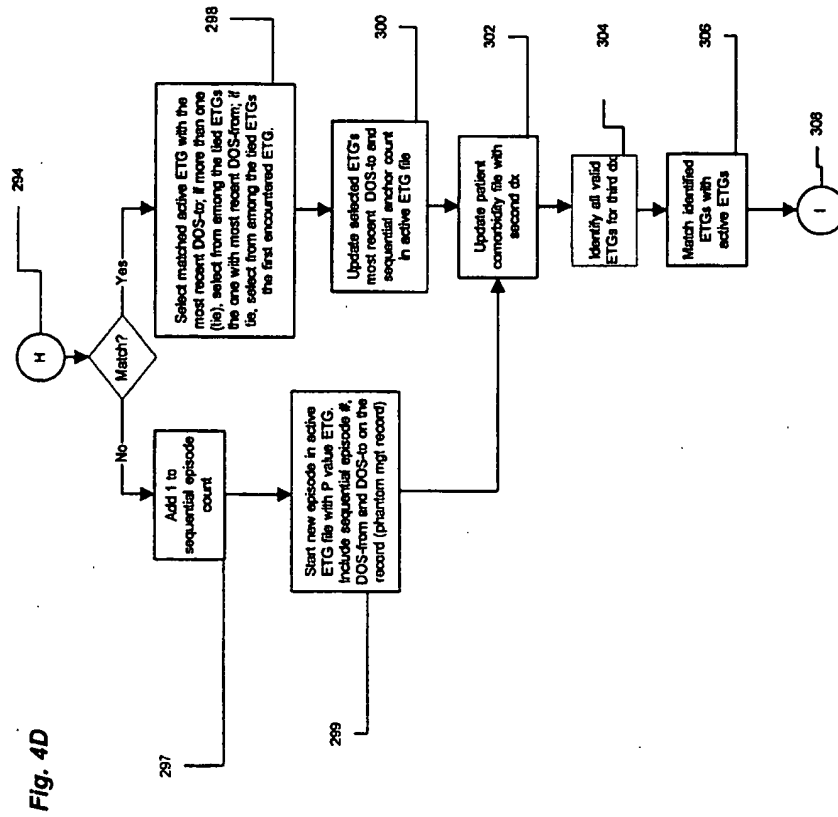 Fig. 4D
294
H
Match?
No
Yes
Add 1 to
sequential episode
count
297
Start new episode in active
ETG file with P value ETG.
Include sequential episode #,
DOS-from and DOS-to on the
record (phantom mgt record)
299
Select matched active ETG with the
most recent DOS-to; if more than one
(tie), select from among the tied ETGs
the one with most recent DOS-from; if
tie, select from among the tied ETGs
the first encountered ETG.
298
Update selected ETG's
most recent DOS-to and
sequential anchor count
in active ETG file
300
Update patient
comorbidity file with
second dx
302
Identify all valid
ETGs for third dx
304
Match identified
ETGs with
active ETGs
306
I
308